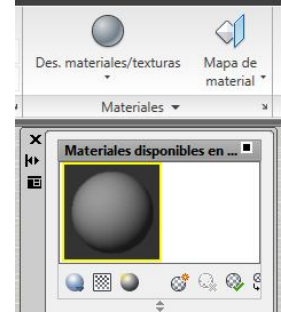 Des. materiales/texturas
Mapa de
material
Materiales
Materiales disponibles en ...